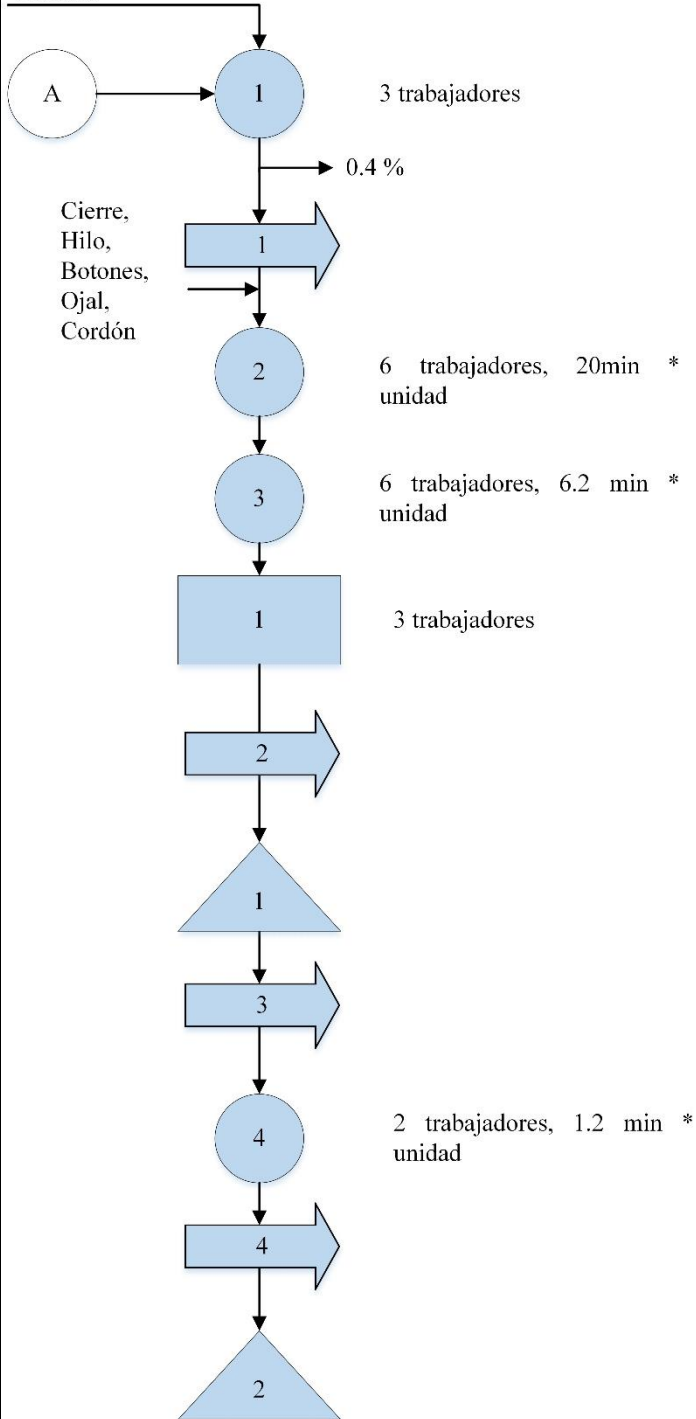 A
1
3 trabajadores
0.4 %
Cierre,
Hilo,
Botones,
Ojal,
Cordón
1
2
6 trabajadores, 20min *
unidad
3
6 trabajadores, 6.2 min *
unidad
1
3 trabajadores
2
1
3
4
2 trabajadores, 1.2 min *
unidad
4
2